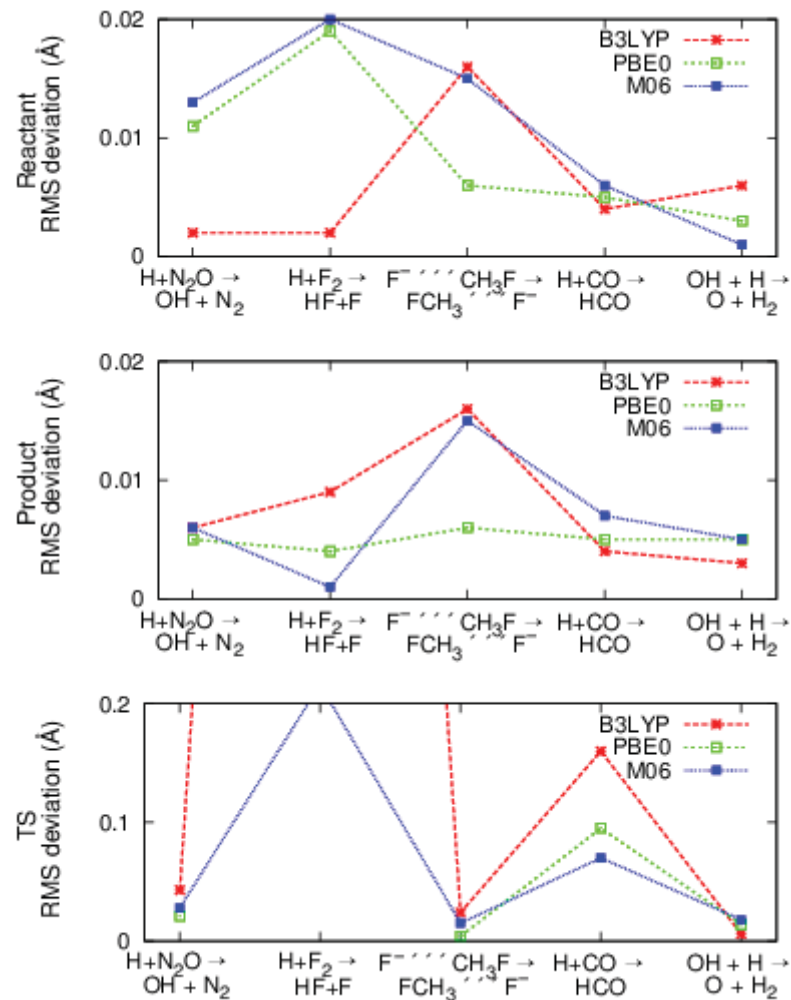 Reactant
RMS deviation (Å)
0.02
0.01
0
B3LYP
PBE0
M06
H+N₂O → H+F₂→ F⁻ ´´´´ CH₃F → H+CO → OH + H →
OH + N₂ HF+F FCH₃ ´´´´ F⁻ HCO O + H₂
Product
RMS deviation (Å)
0.02
0.01
0
B3LYP
PBE0
M06
H+N₂O → H+F₂→ F⁻ ´´´´ CH₃F → H+CO → OH + H →
OH + N₂ HF+F FCH₃ ´´´´ F⁻ HCO O + H₂
TS
RMS deviation (Å)
0.2
0.1
0
B3LYP
PBE0
M06
H+N₂O → H+F₂→ F⁻ ´´´´ CH₃F → H+CO → OH + H →
OH + N₂ HF+F FCH₃ ´´´´ F⁻ HCO O + H₂